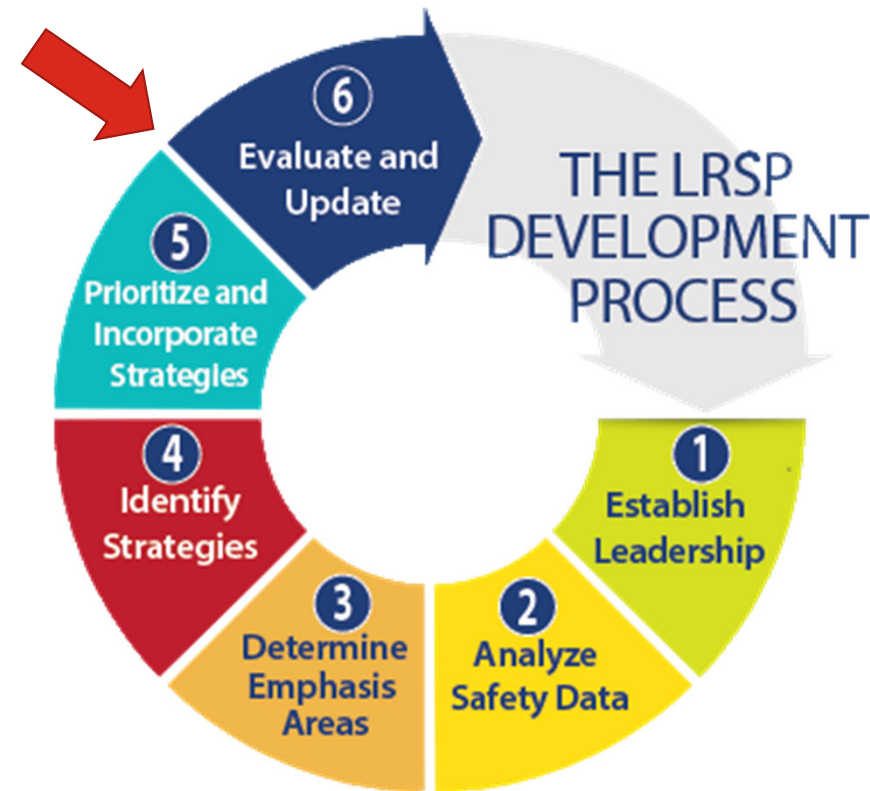 THE LRSP
DEVELOPMENT
PROCESS
1
Establish
Leadership
2
Analyze
Safety Data
3
Determine
Emphasis
Areas
4
Identify
Strategies
5
Prioritize and
Incorporate
Strategies
6
Evaluate and
Update